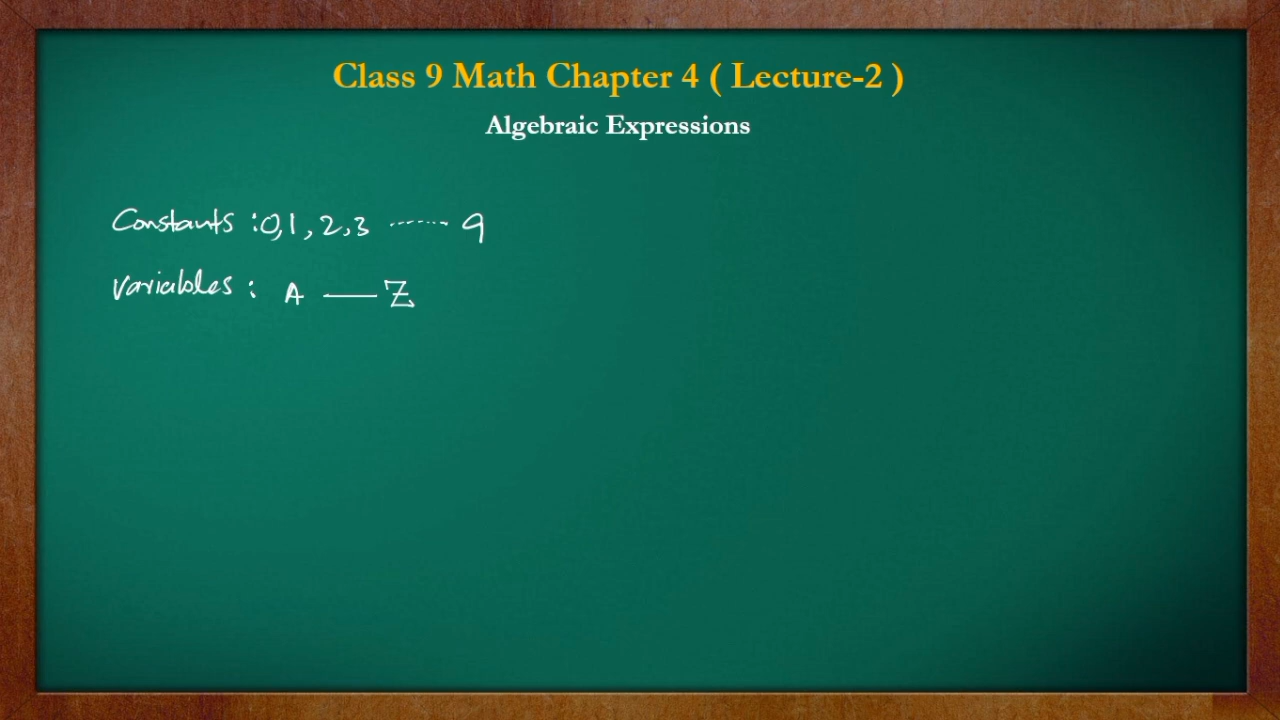 Class 9 Math Chapter 4 ( Lecture-2 )
Algebraic Expressions
Constants : 0,1,2,3 ....... 9
variables : A — Z